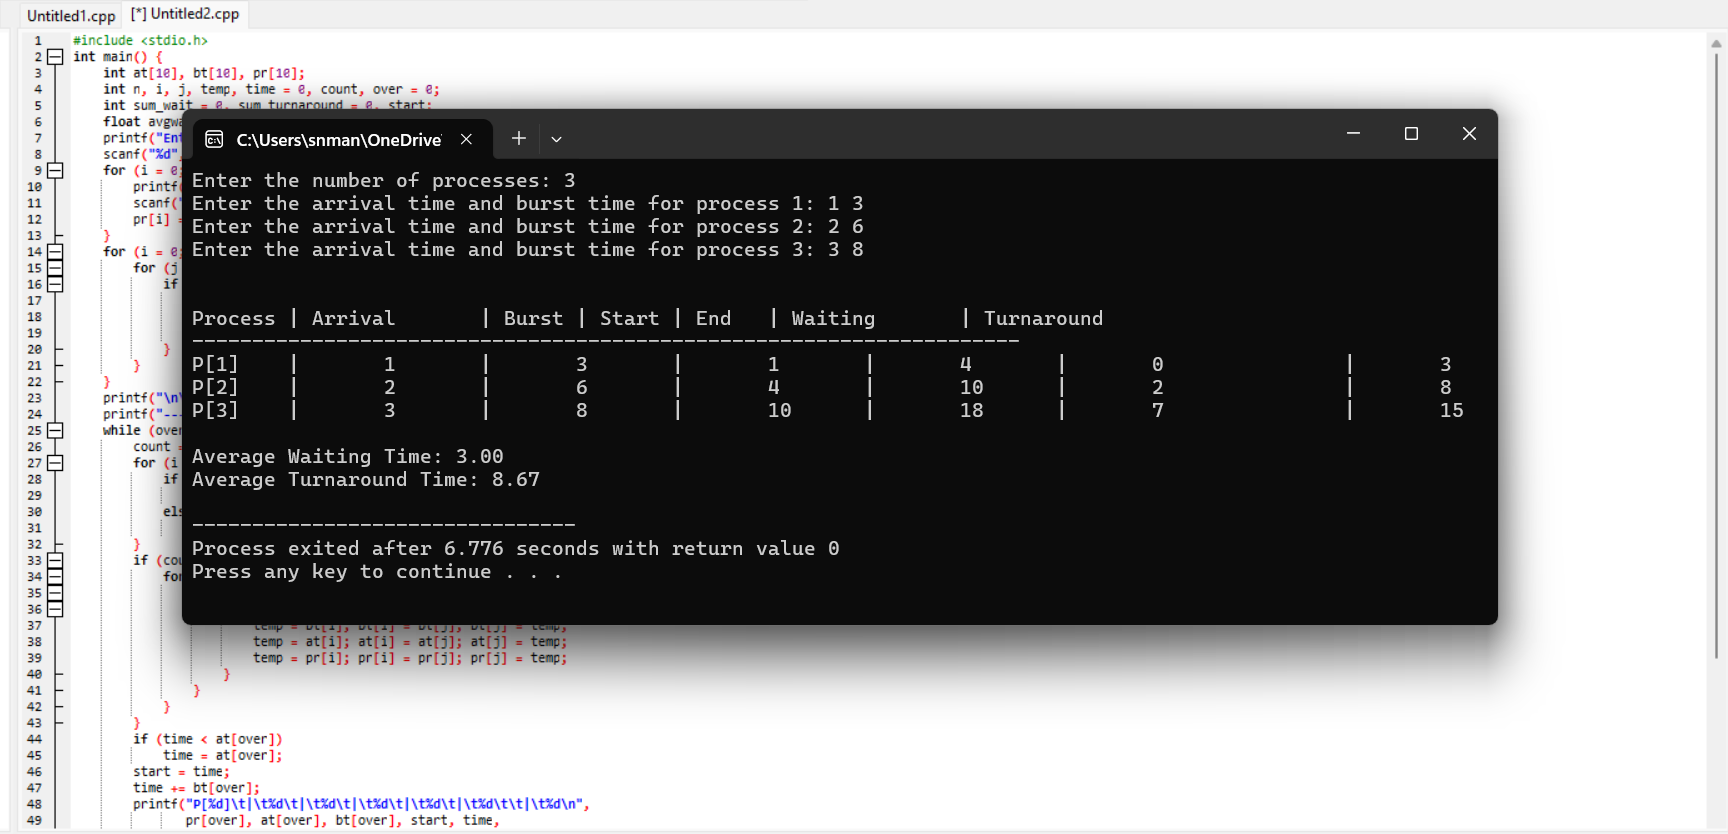 Untitled1.cpp [*] Untitled2.cpp
1 #include <stdio.h>
2 int main() {
3 int at[10], bt[10], pr[10];
4 int n, i, j, temp, time = 0, count, over = 0;
5 int sum_wait = 0, sum_turnaround = 0, start;
6 float avgwa
7 printf("Ent
8 scanf("%d"
9 for (i = 0;
10 printf(
11 scanf("
12 pr[i] =
13 }
14 for (i = 0;
15 for (j
16 if
17
18
19
20 }
21 }
22 }
23 printf("\n
24 printf("--
25 while (over
26 count =
27 for (i
28 if
29
30 els
31
32 }
33 if (cou
34 for
35
36
37 temp = bt[i]; bt[i] = bt[j]; bt[j] = temp;
38 temp = at[i]; at[i] = at[j]; at[j] = temp;
39 temp = pr[i]; pr[i] = pr[j]; pr[j] = temp;
40 }
41 }
42 }
43 }
44 if (time < at[over])
45 time = at[over];
46 start = time;
47 time += bt[over];
48 printf("P[%d]\t|\t%d\t|\t%d\t|\t%d\t|\t%d\t|\t%d\t\t|\t%d\n",
49 pr[over], at[over], bt[over], start, time,
C:\Users\snman\OneDrive
Enter the number of processes: 3
Enter the arrival time and burst time for process 1: 1 3
Enter the arrival time and burst time for process 2: 2 6
Enter the arrival time and burst time for process 3: 3 8
Process | Arrival | Burst | Start | End | Waiting | Turnaround
---------------------------------------------------------------------
P[1] | 1 | 3 | 1 | 4 | 0 | 3
P[2] | 2 | 6 | 4 | 10 | 2 | 8
P[3] | 3 | 8 | 10 | 18 | 7 | 15
Average Waiting Time: 3.00
Average Turnaround Time: 8.67
--------------------------------
Process exited after 6.776 seconds with return value 0
Press any key to continue . . .